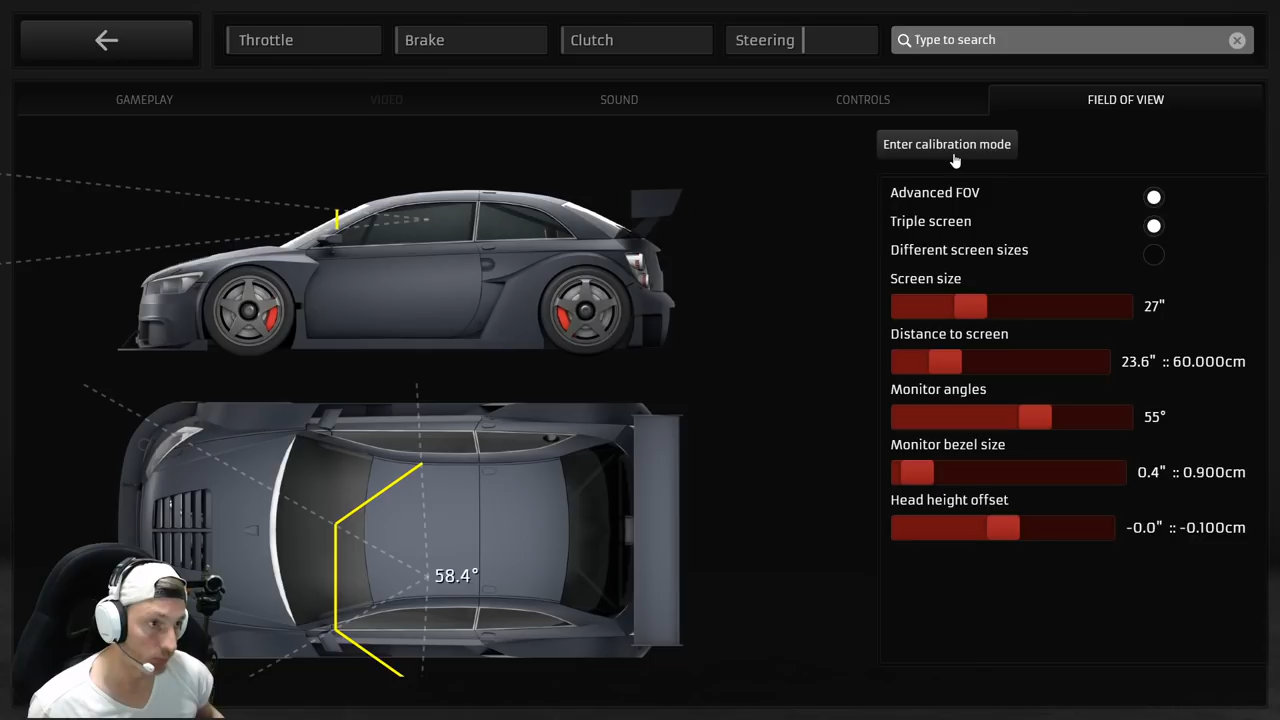 Throttle
Brake
Clutch
Steering
Type to search
GAMEPLAY
VIDEO
SOUND
CONTROLS
FIELD OF VIEW
Enter calibration mode
Advanced FOV
Triple screen
Different screen sizes
Screen size
27"
Distance to screen
23.6" :: 60.000cm
Monitor angles
55°
Monitor bezel size
0.4" :: 0.900cm
Head height offset
-0.0" :: -0.100cm
58.4°